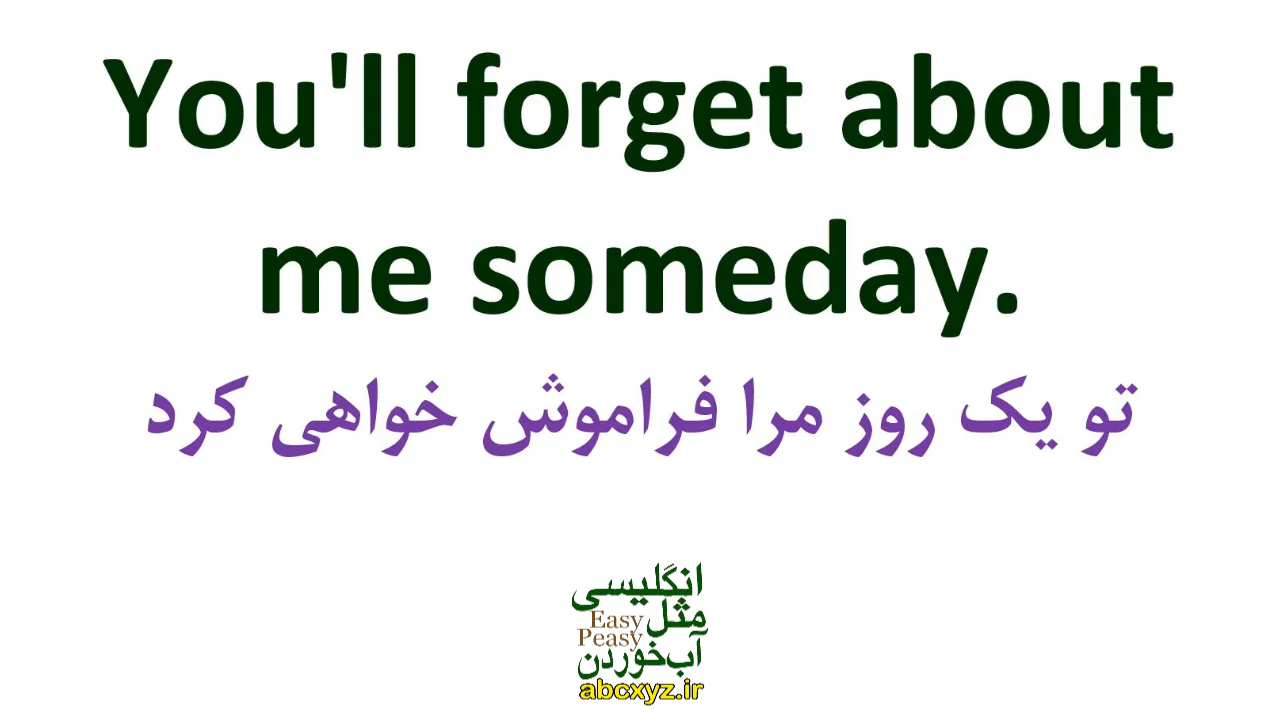 You'll forget about
me someday.
تو یک روز مرا فراموش خواهی کرد
انگلیسی
مثل
Easy
Peasy
آب‌خوردن
abcxyz.ir